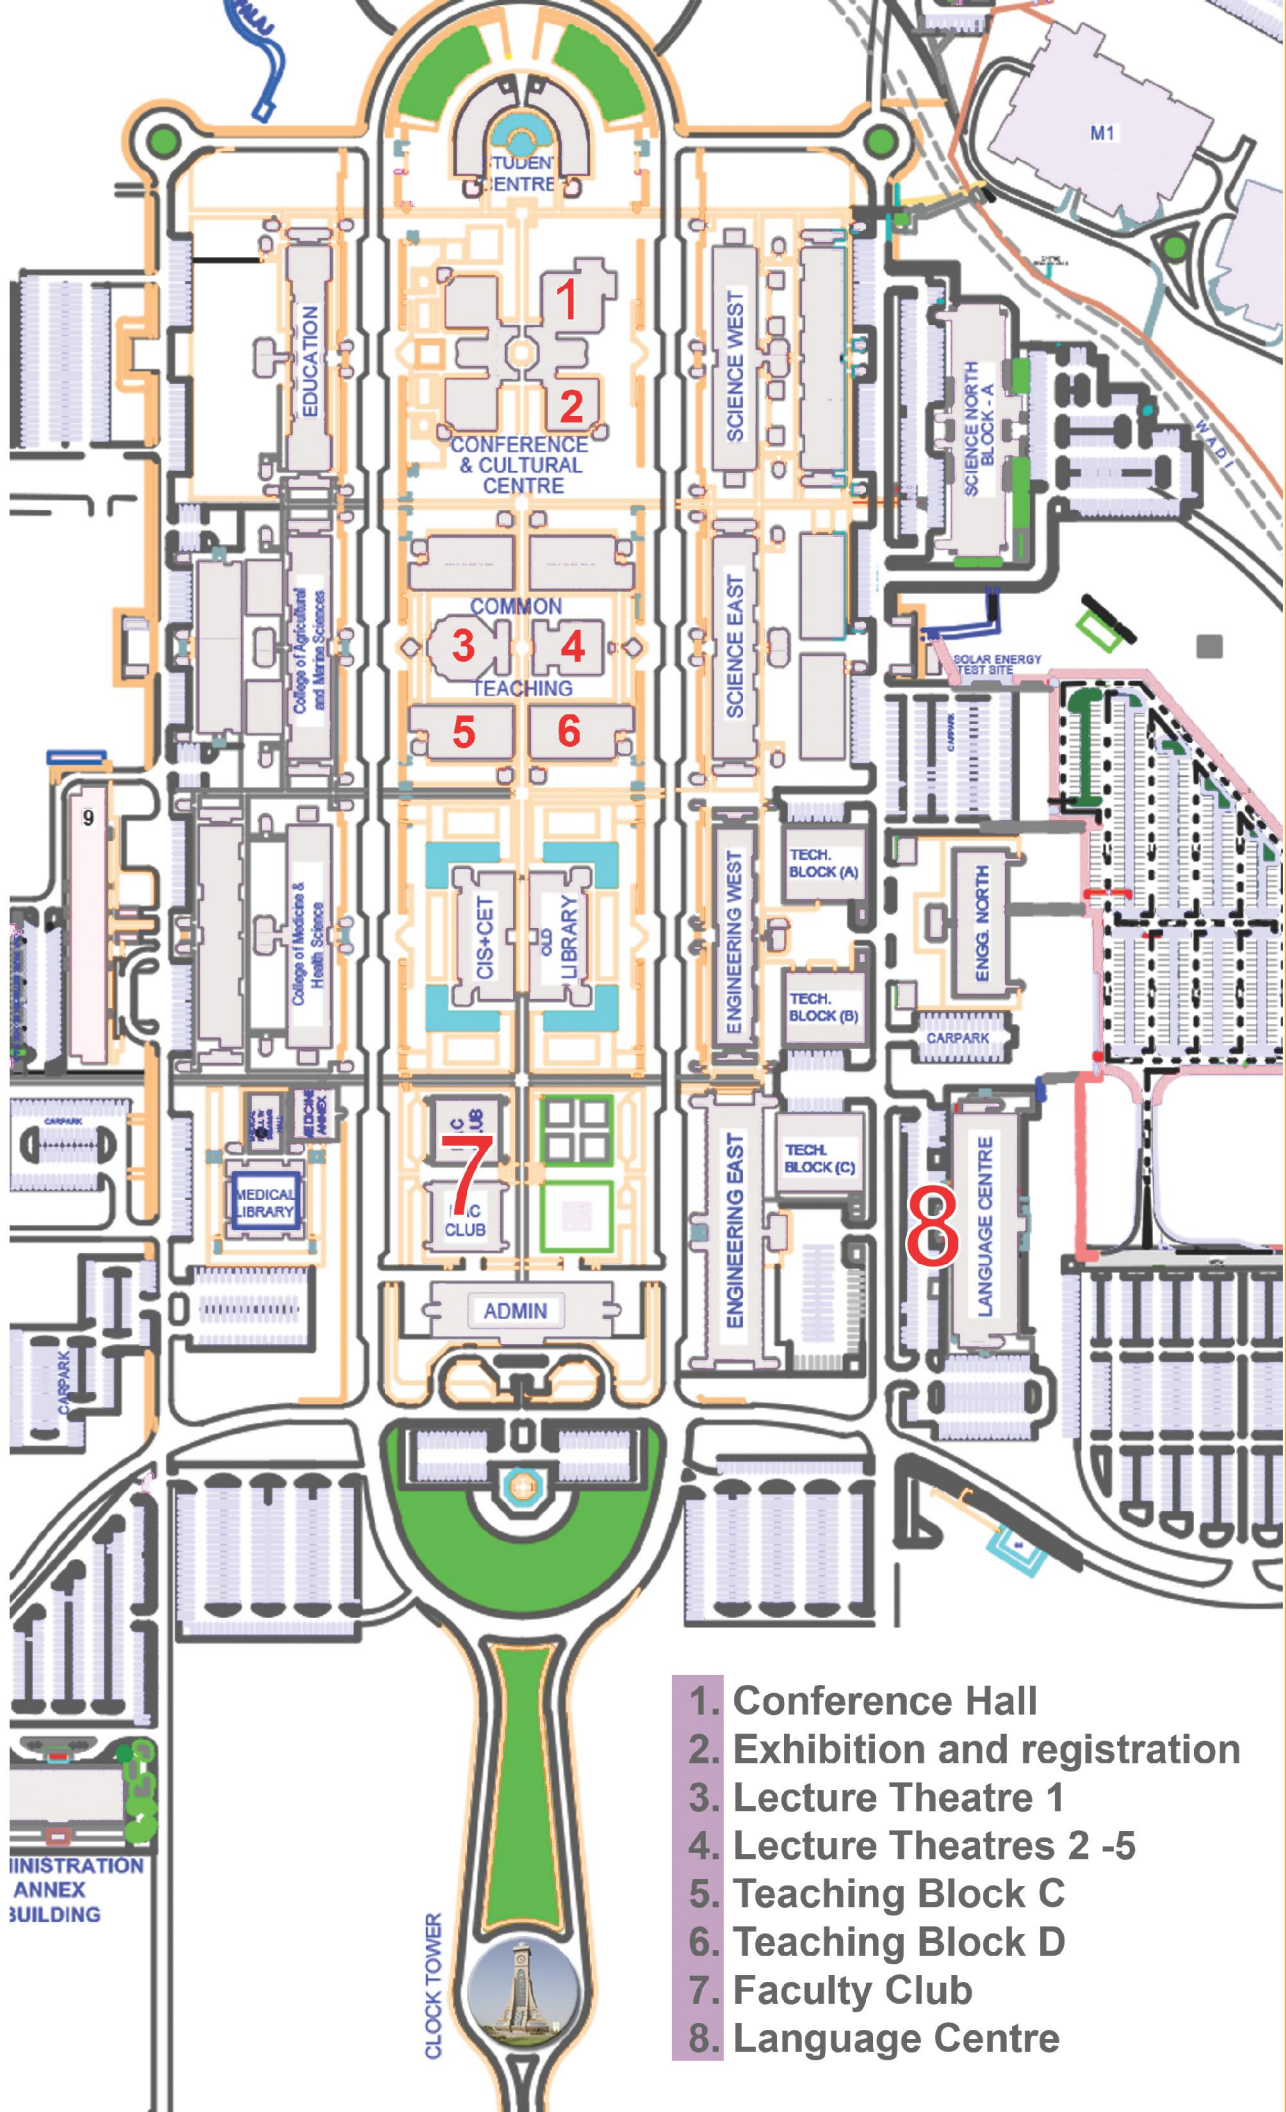 M1
STUDENT
CENTRE
1
EDUCATION
SCIENCE WEST
2
SCIENCE NORTH
BLOCK - A
WADI
CONFERENCE
& CULTURAL
CENTRE
College of Agricultural
and Marine Sciences
COMMON
3
4
TEACHING
SCIENCE EAST
SOLAR ENERGY
TEST SITE
5
6
CARPARK
9
TECH.
BLOCK (A)
College of Medicine &
Health Science
CIS+CET
OLD
LIBRARY
ENGINEERING WEST
ENGG. NORTH
TECH.
BLOCK (B)
CARPARK
CARPARK
MEDICINE
ANNEX
7
CLUB
TECH.
BLOCK (C)
MEDICAL
LIBRARY
ENGINEERING EAST
8
LANGUAGE CENTRE
ADMIN
CARPARK
1. Conference Hall
2. Exhibition and registration
3. Lecture Theatre 1
4. Lecture Theatres 2 -5
5. Teaching Block C
6. Teaching Block D
7. Faculty Club
8. Language Centre
INISTRATION
ANNEX
BUILDING
CLOCK TOWER